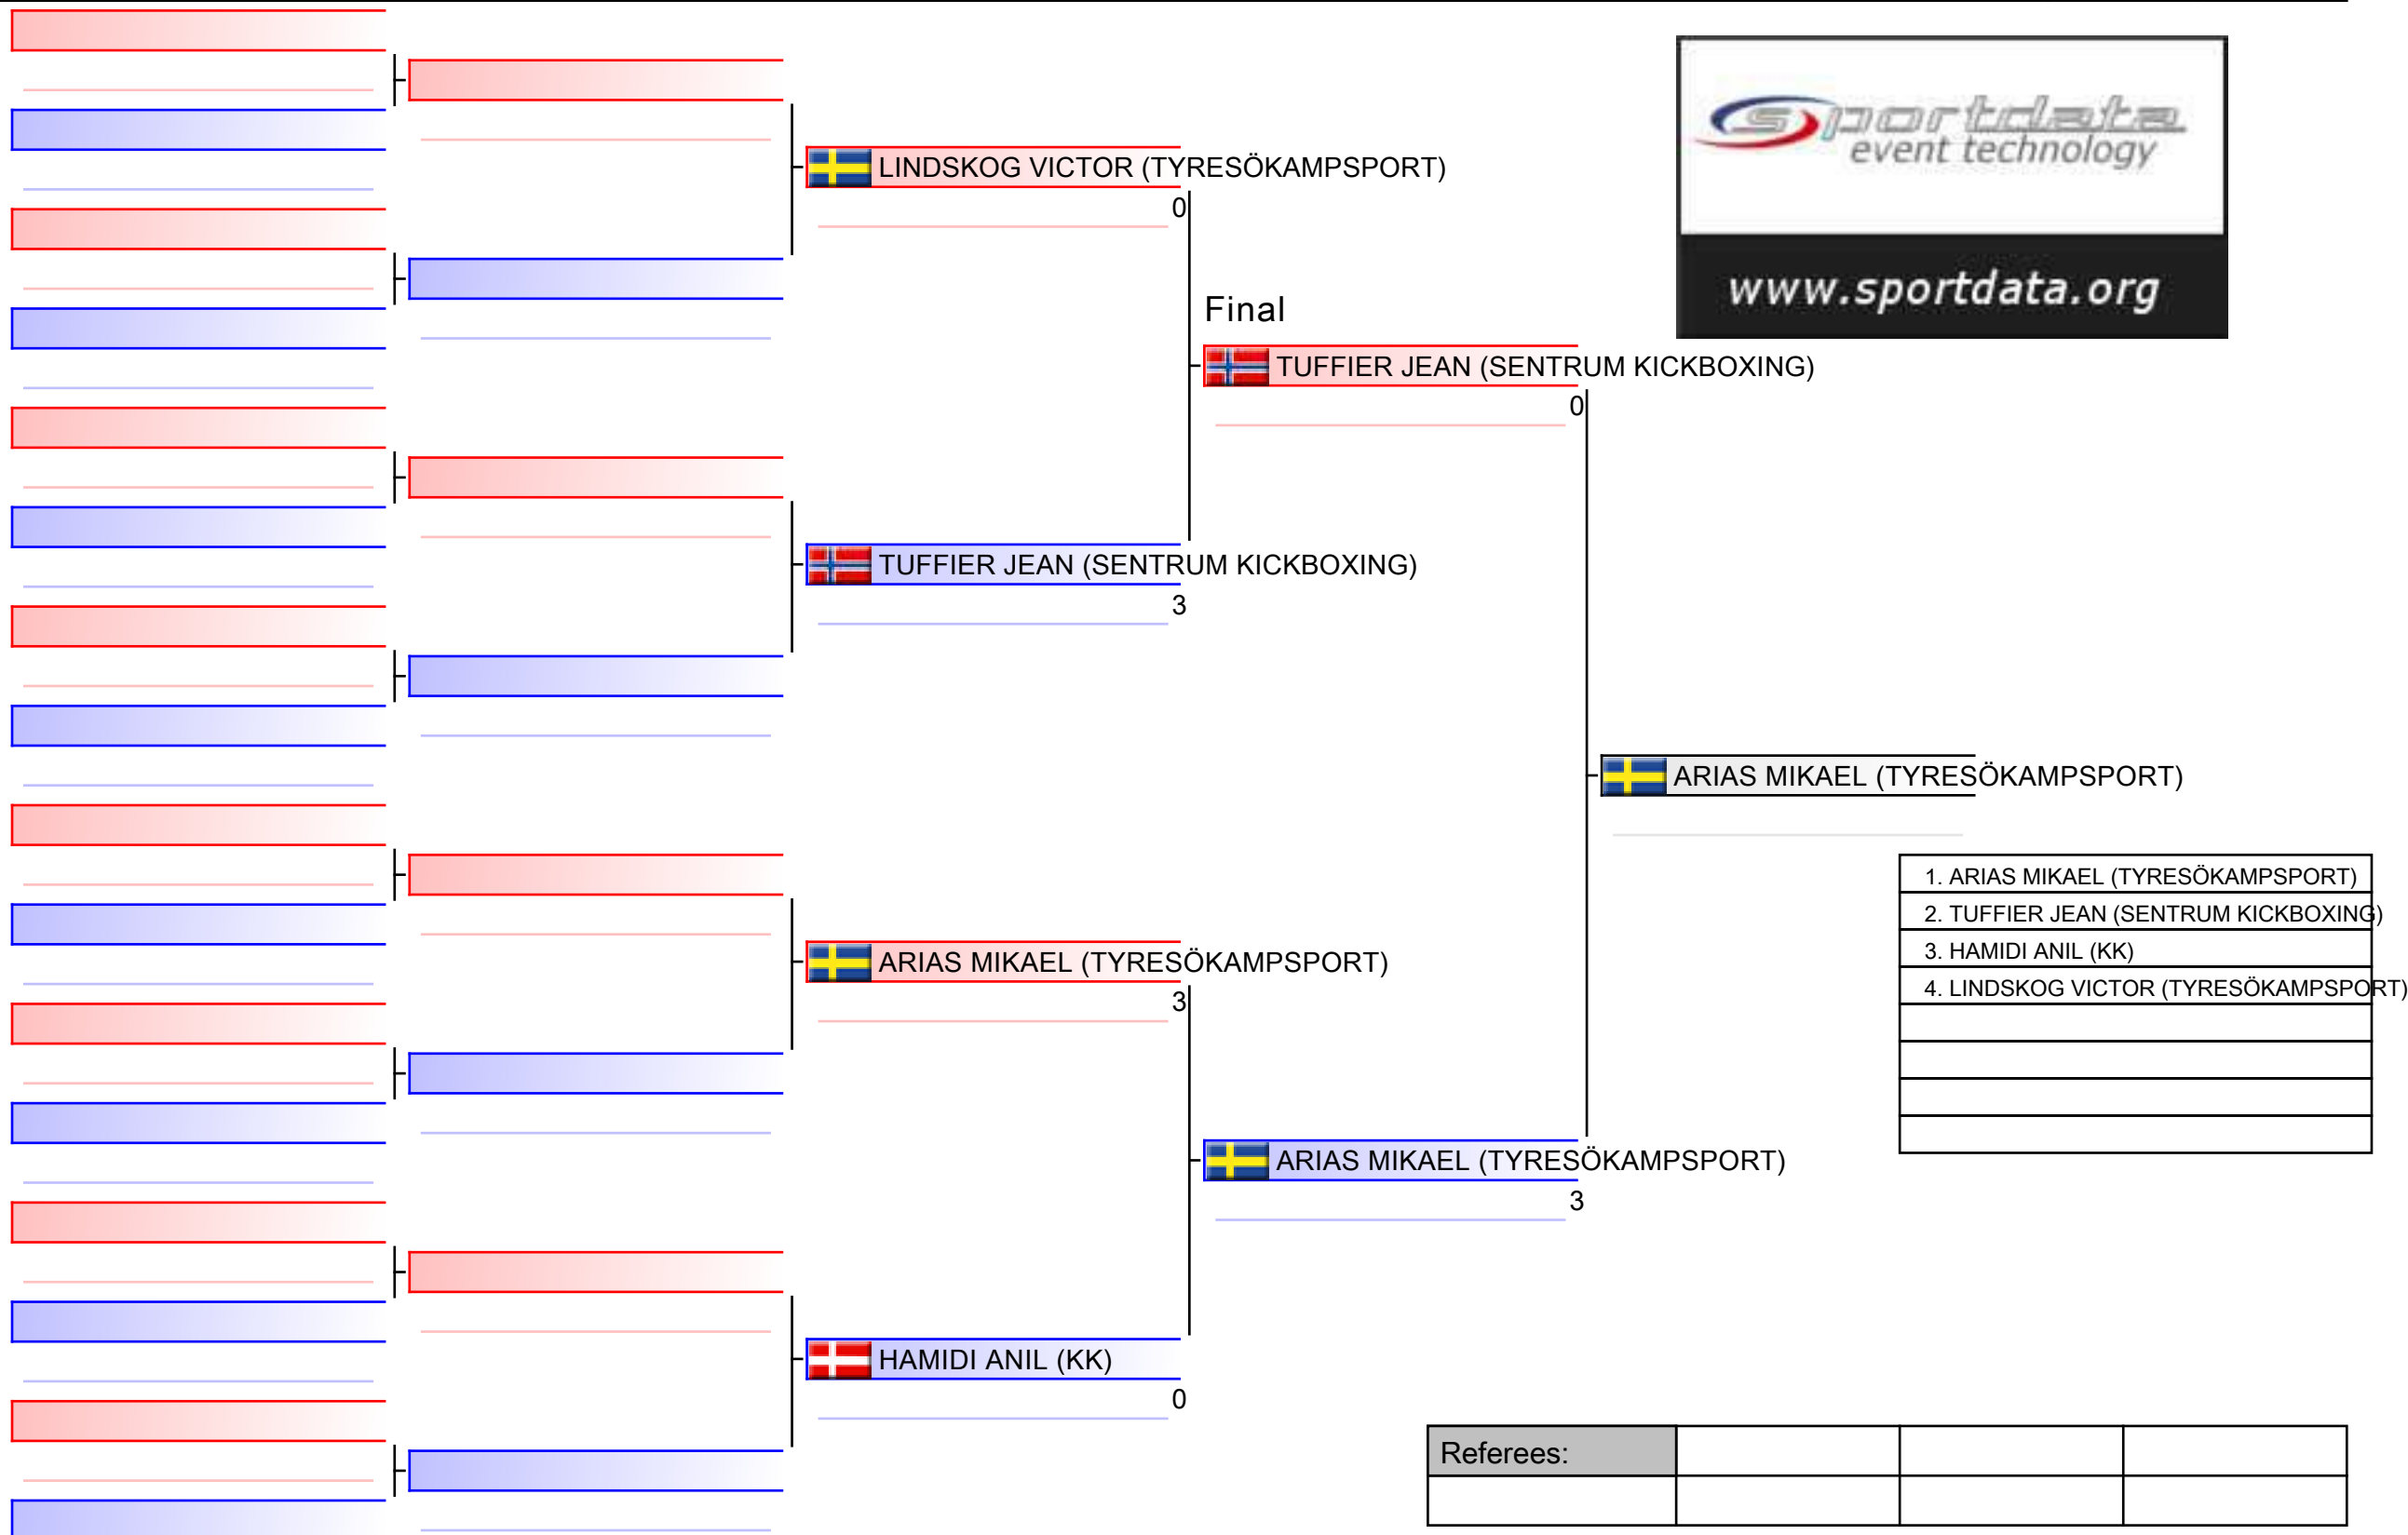 sportdata
event technology
www.sportdata.org
LINDSKOG VICTOR (TYRESÖKAMPSPORT)
0
Final
TUFFIER JEAN (SENTRUM KICKBOXING)
0
TUFFIER JEAN (SENTRUM KICKBOXING)
3
ARIAS MIKAEL (TYRESÖKAMPSPORT)
1. ARIAS MIKAEL (TYRESÖKAMPSPORT)
2. TUFFIER JEAN (SENTRUM KICKBOXING)
3. HAMIDI ANIL (KK)
4. LINDSKOG VICTOR (TYRESÖKAMPSPORT)
ARIAS MIKAEL (TYRESÖKAMPSPORT)
3
ARIAS MIKAEL (TYRESÖKAMPSPORT)
3
HAMIDI ANIL (KK)
0
Referees: